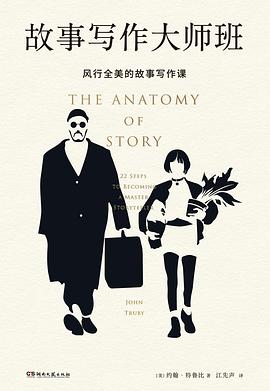 故事写作大师班
风行全美的故事写作课
THE ANATOMY
OF
STORY
22 Steps
to Becoming
a Master
Storyteller
John
Truby
湖南文艺出版社
[美] 约翰·特鲁比 著 江先声 译